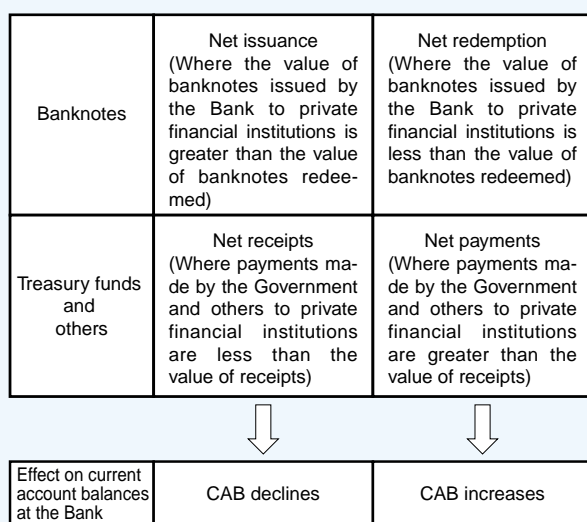 Banknotes
Net issuance
(Where the value of
banknotes issued by
the Bank to private
financial institutions is
greater than the value
of banknotes redee-
med)
Net redemption
(Where the value of
banknotes issued by
the Bank to private
financial institutions is
less than the value of
banknotes redeemed)
Treasury funds
and
others
Net receipts
(Where payments ma-
de by the Government
and others to private
financial institutions
are less than the
value of receipts)
Net payments
(Where payments ma-
de by the Government
and others to private
financial institutions
are greater than the
value of receipts)
Effect on current
account balances
at the Bank
CAB declines
CAB increases